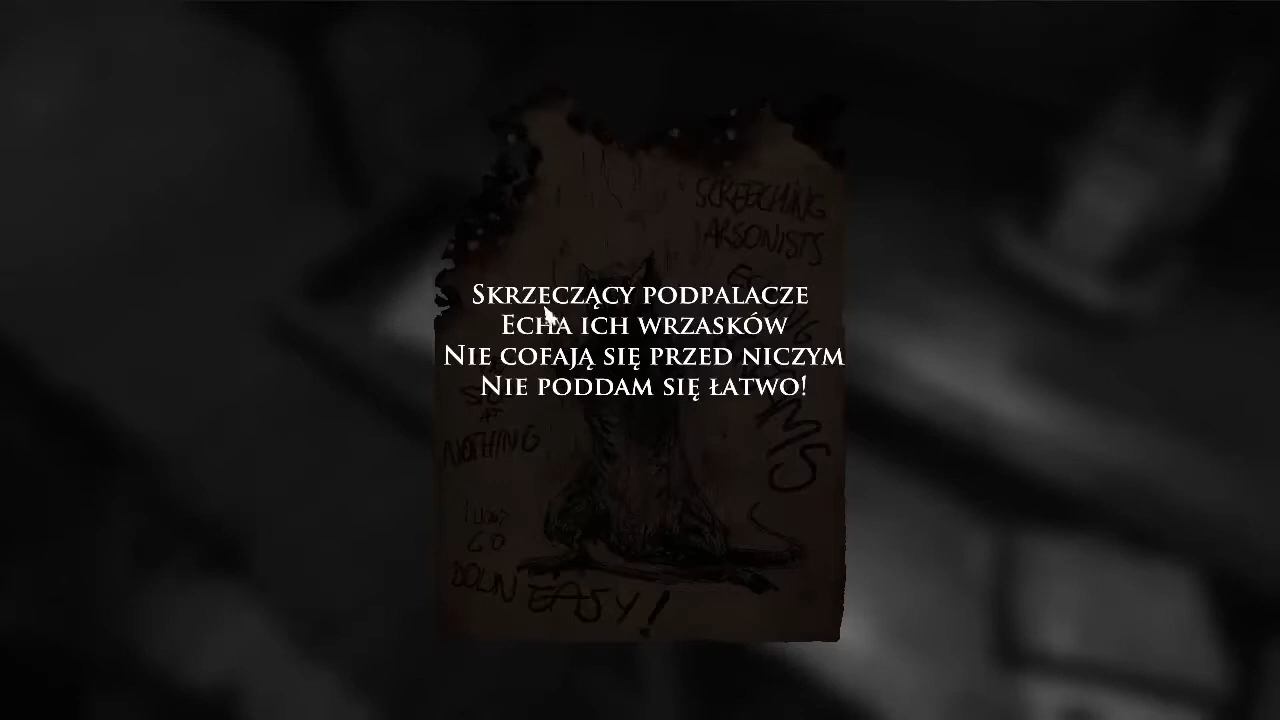 Skrzeczący podpalacze
Echa ich wrzasków
Nie cofają się przed niczym
Nie poddam się łatwo!
SCREECHING
ARSONISTS
NOTHING
GO
DOWN EASY!